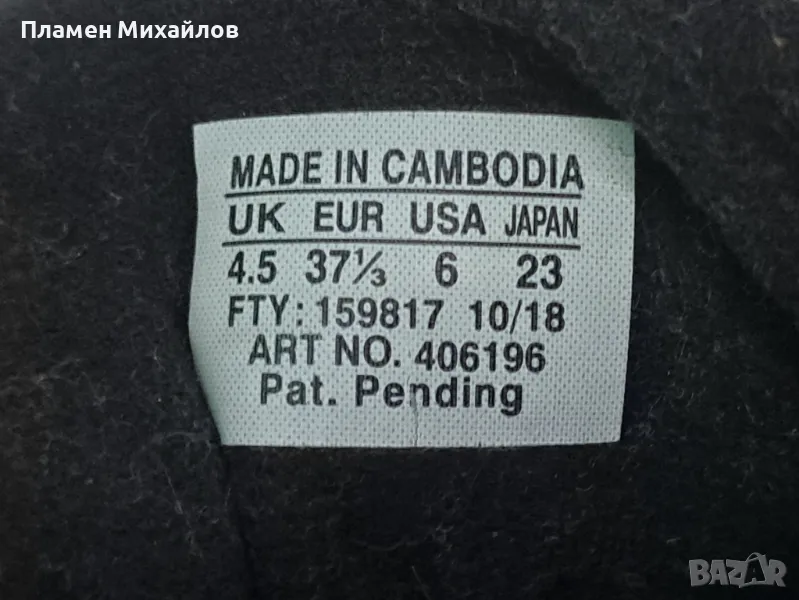 Пламен Михайлов
MADE IN CAMBODIA
UK EUR USA JAPAN
4.5 37⅓ 6 23
FTY: 159817 10/18
ART NO. 406196
Pat. Pending
BAZAR